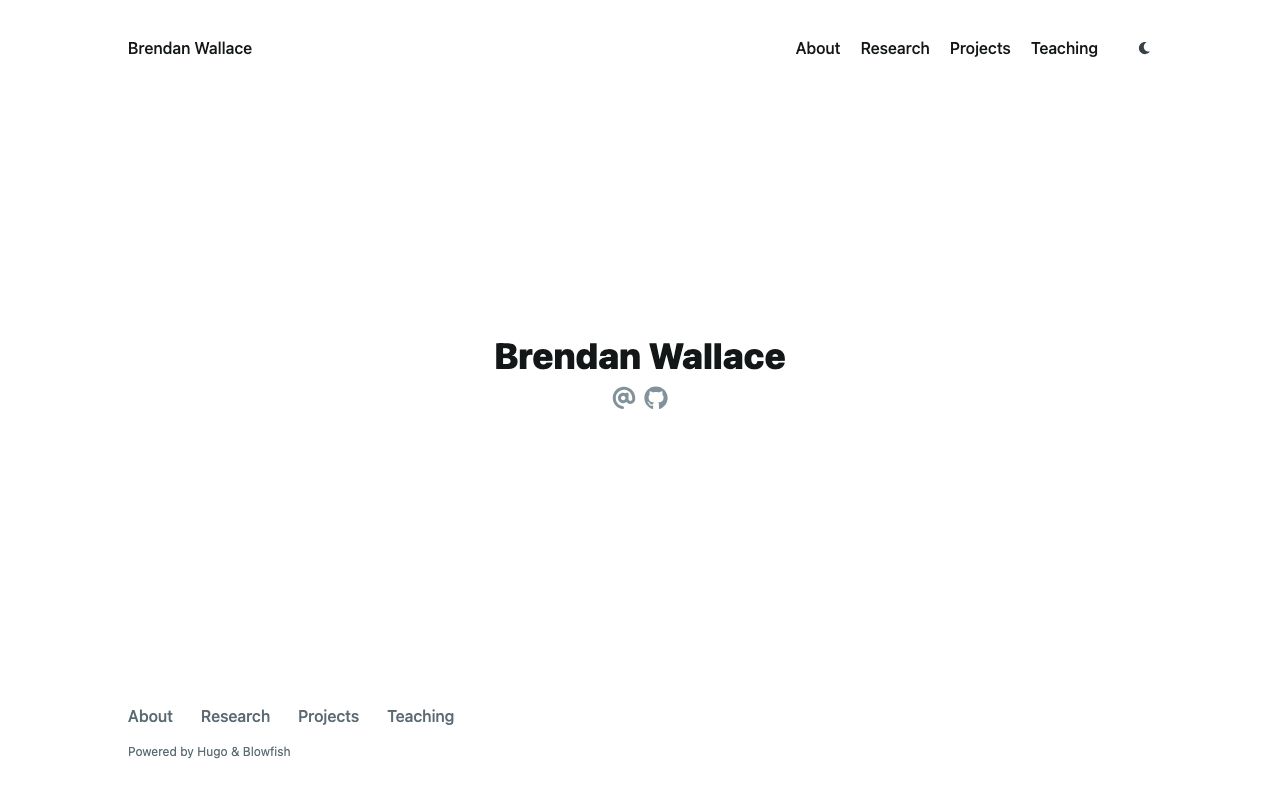 Brendan Wallace
About Research Projects Teaching
Brendan Wallace
About Research Projects Teaching
Powered by Hugo & Blowfish